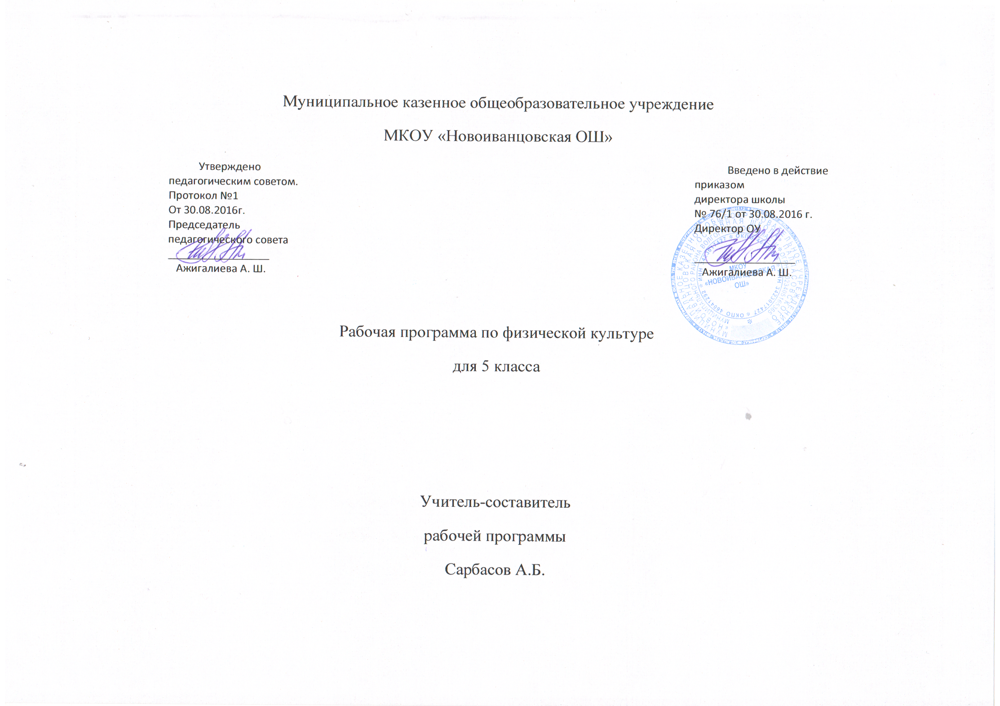 Муниципальное казенное общеобразовательное учреждение
МКОУ «Новоиванцовская ОШ»
Утверждено
педагогическим советом.
Протокол №1
От 30.08.2016г.
Председатель
педагогического совета
Ажигалиева А. Ш.
Введено в действие
приказом
директора школы
№ 76/1 от 30.08.2016 г.
Директор ОУ
Ажигалиева А. Ш.
МКОУ
«НОВОИВАНЦОВСКАЯ
ОШ»
Рабочая программа по физической культуре
для 5 класса
Учитель-составитель
рабочей программы
Сарбасов А.Б.